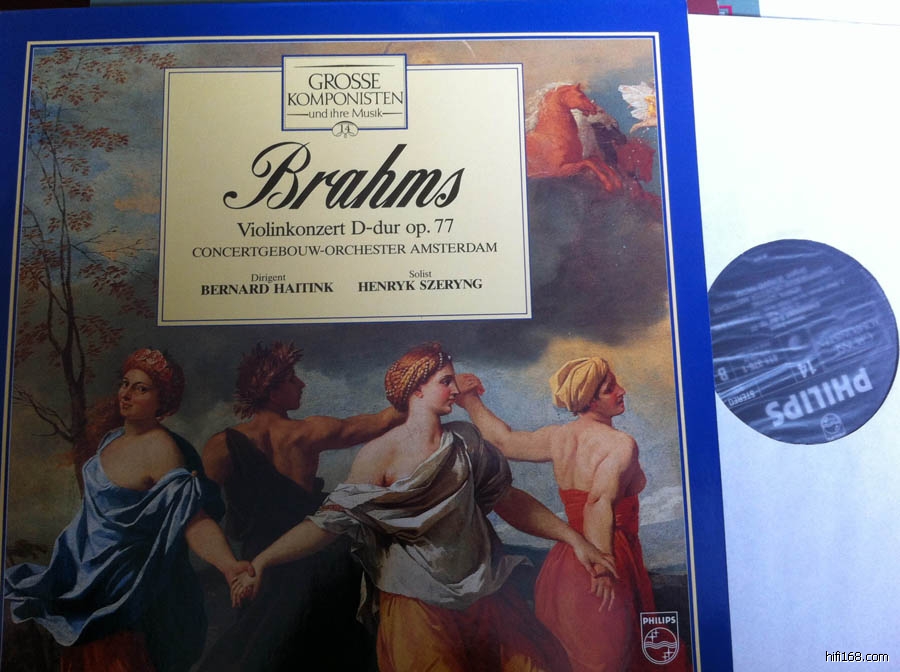 GROSSE
KOMPONISTEN
und ihre Musik
14
Brahms
Violinkonzert D-dur op. 77
CONCERTGEBOUW-ORCHESTER AMSTERDAM
Dirigent
BERNARD HAITINK
Solist
HENRYK SZERYNG
PHILIPS
PHILIPS
STEREO
14
B
hifi168.com